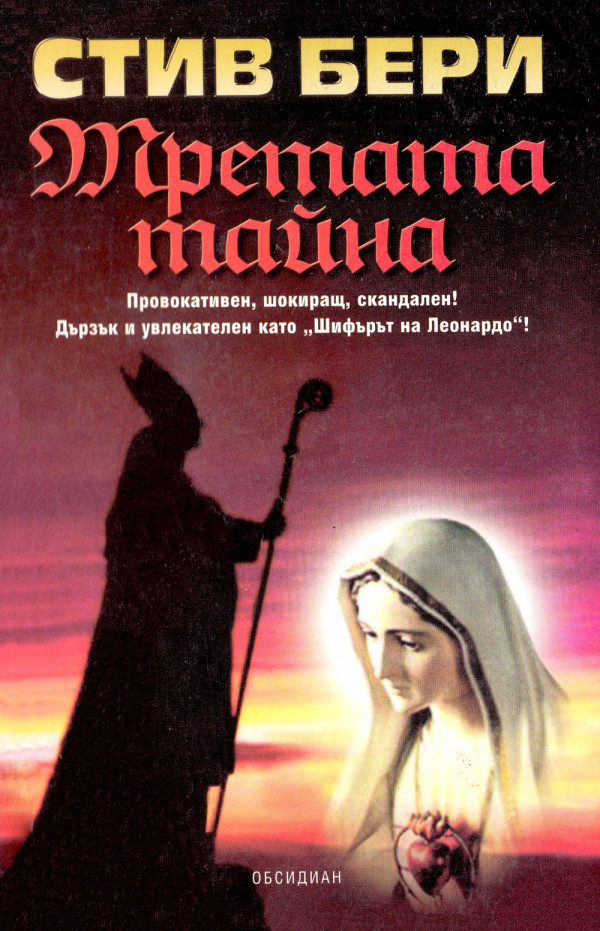 СТИВ БЕРИ
Третата
тайна
Провокативен, шокиращ, скандален!
Дързък и увлекателен като „Шифърът на Леонардо“!
ОБСИДИАН